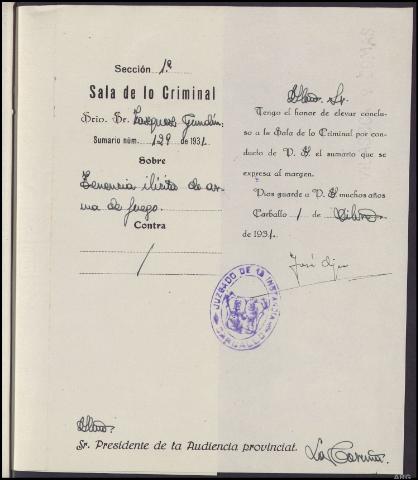 Sección 1ª
Sala de lo Criminal
Srio. Sr. Vazquez Gundín
Sumario núm. 129 de 1931.
Sobre
Tenencia ilícita de ar-
ma de fuego.
Contra
/
Sr.
Tengo el honor de elevar conclu-
so a la Sala de lo Criminal por con-
ducto de V. I. el sumario que se
expresa al margen.
Dios guarde a V. I. muchos años
Carballo 1 de
de 1931.
José
JUZGADO DE 1ª INSTANCIA
CARBALLO
Sr. Presidente de la Audiencia provincial.
La Coruña.
ARG